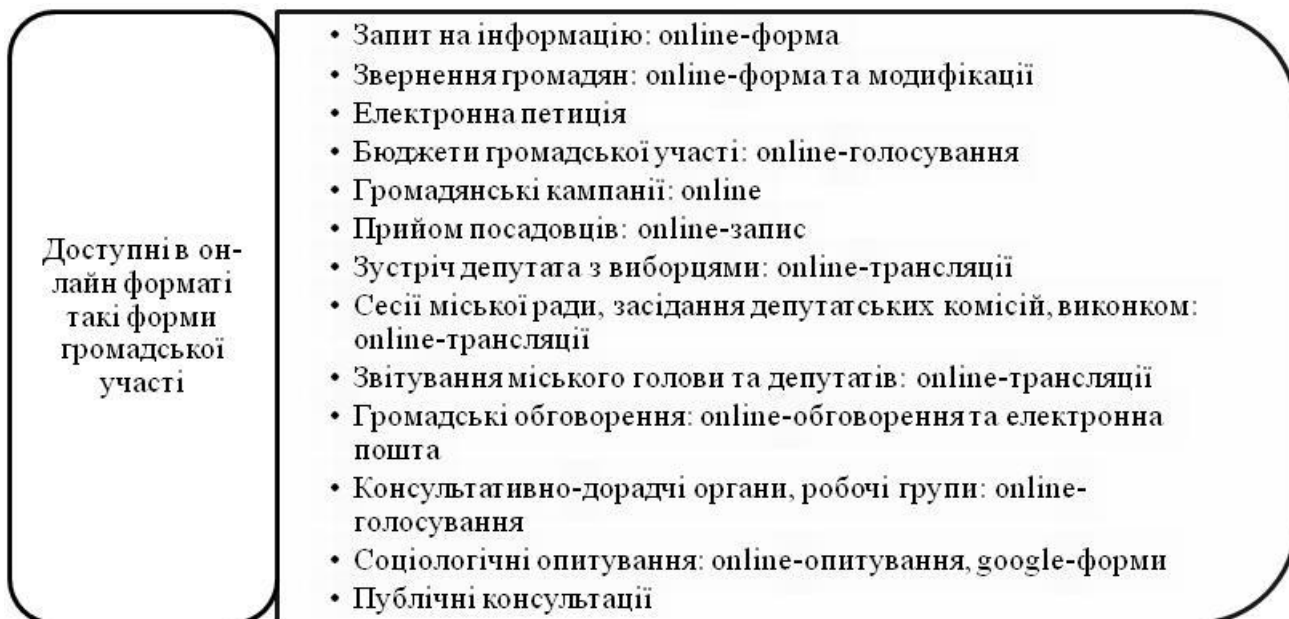 Доступні в он-
лайн форматі
такі форми
громадської
участі
• Запит на інформацію: online-форма
• Звернення громадян: online-форма та модифікації
• Електронна петиція
• Бюджети громадської участі: online-голосування
• Громадянські кампанії: online
• Прийом посадовців: online-запис
• Зустріч депутата з виборцями: online-трансляції
• Сесії міської ради, засідання депутатських комісій, виконком:
online-трансляції
• Звітування міського голови та депутатів: online-трансляції
• Громадські обговорення: online-обговорення та електронна
пошта
• Консультативно-дорадчі органи, робочі групи: online-
голосування
• Соціологічні опитування: online-опитування, google-форми
• Публічні консультації